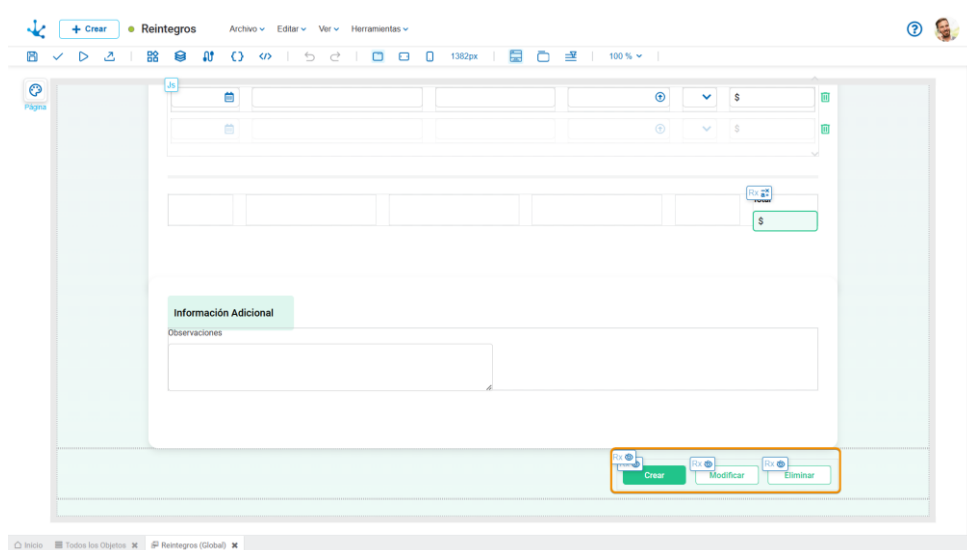 + Crear Reintegros Archivo Editar Ver Herramientas ?
1382px 100 %
Página
Js
$
$
Rx
$
Información Adicional
Observaciones
Rx Rx Rx
Crear Modificar Eliminar
Inicio Todos los Objetos Reintegros (Global)